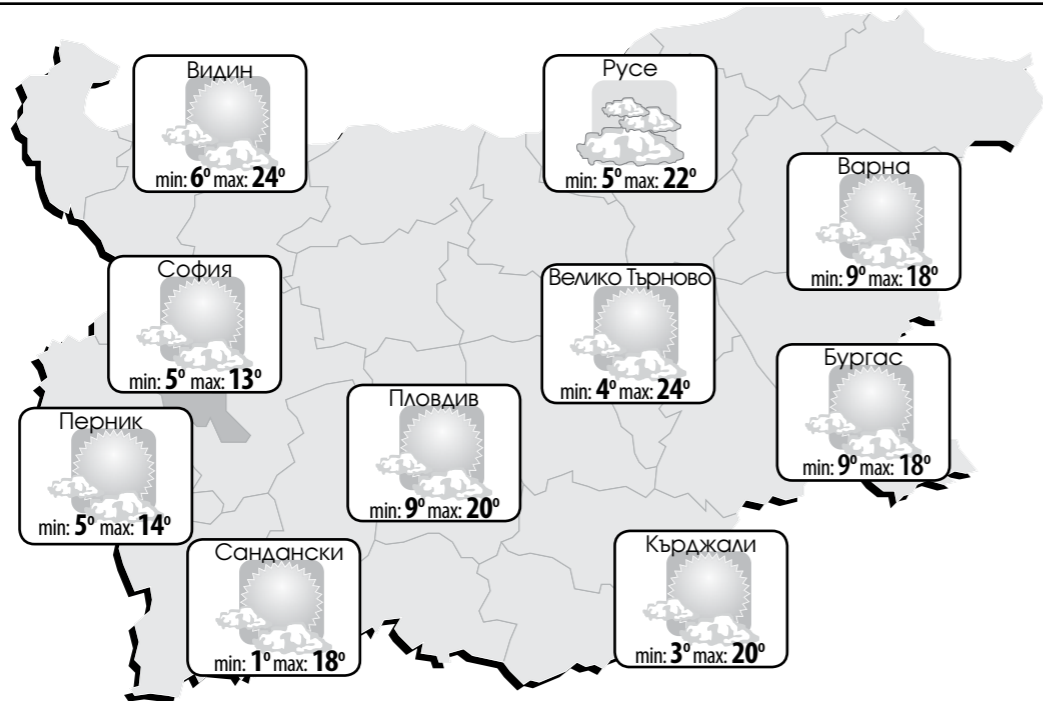 Видин
min: 6° max: 24°
Русе
min: 5° max: 22°
Варна
min: 9° max: 18°
София
min: 5° max: 13°
Велико Търново
min: 4° max: 24°
Бургас
min: 9° max: 18°
Пловдив
min: 9° max: 20°
Перник
min: 5° max: 14°
Сандански
min: 1° max: 18°
Кърджали
min: 3° max: 20°